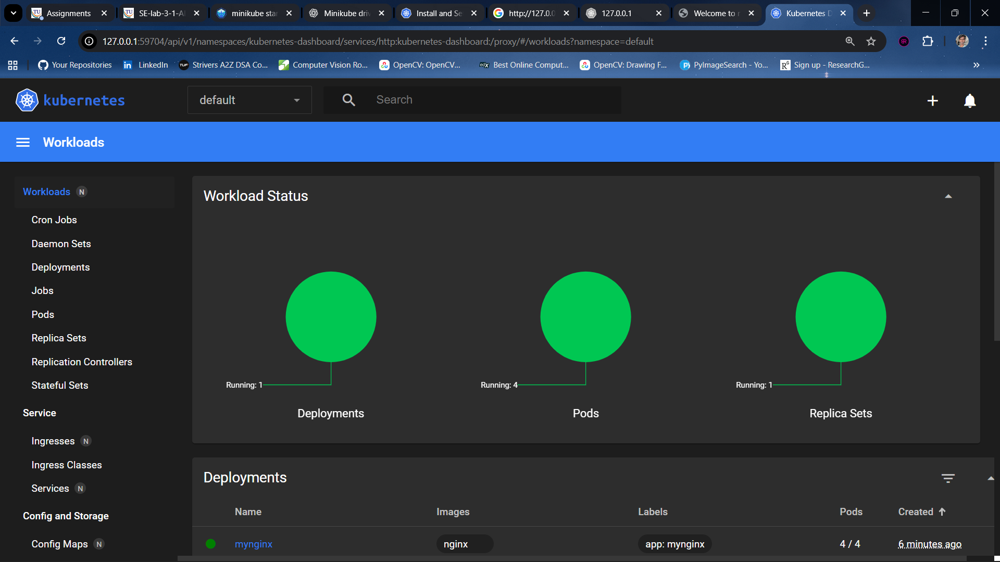 Assignments
SE-lab-3-1-AI
minikube star
Minikube driv
Install and Se
http://127.0.0
127.0.0.1
Welcome to n
Kubernetes D
127.0.0.1:59704/api/v1/namespaces/kubernetes-dashboard/services/http:kubernetes-dashboard:/proxy/#/workloads?namespace=default
Your Repositories
LinkedIn
Strivers A2Z DSA Co...
Computer Vision Ro...
OpenCV: OpenCV...
Best Online Comput...
OpenCV: Drawing F...
PyImageSearch - Yo...
Sign up - ResearchG...
kubernetes
default
Search
Workloads
Workloads N
Cron Jobs
Daemon Sets
Deployments
Jobs
Pods
Replica Sets
Replication Controllers
Stateful Sets
Service
Ingresses N
Ingress Classes
Services N
Config and Storage
Config Maps N
Workload Status
Running: 1
Deployments
Running: 4
Pods
Running: 1
Replica Sets
Deployments
Name Images Labels Pods Created
mynginx nginx app: mynginx 4 / 4 6 minutes ago